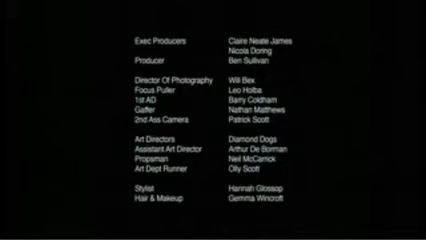 Exec Producers Claire Neate James
Nicola Doring
Producer Ben Sullivan
Director Of Photography Will Bex
Focus Puller Leo Holba
1st AD Barry Coldham
Gaffer Nathan Matthews
2nd Ass Camera Patrick Scott
Art Directors Diamond Dogs
Assistant Art Director Arthur De Borman
Propsman Neil McCarrick
Art Dept Runner Olly Scott
Stylist Hannah Glossop
Hair & Makeup Gemma Wincroft